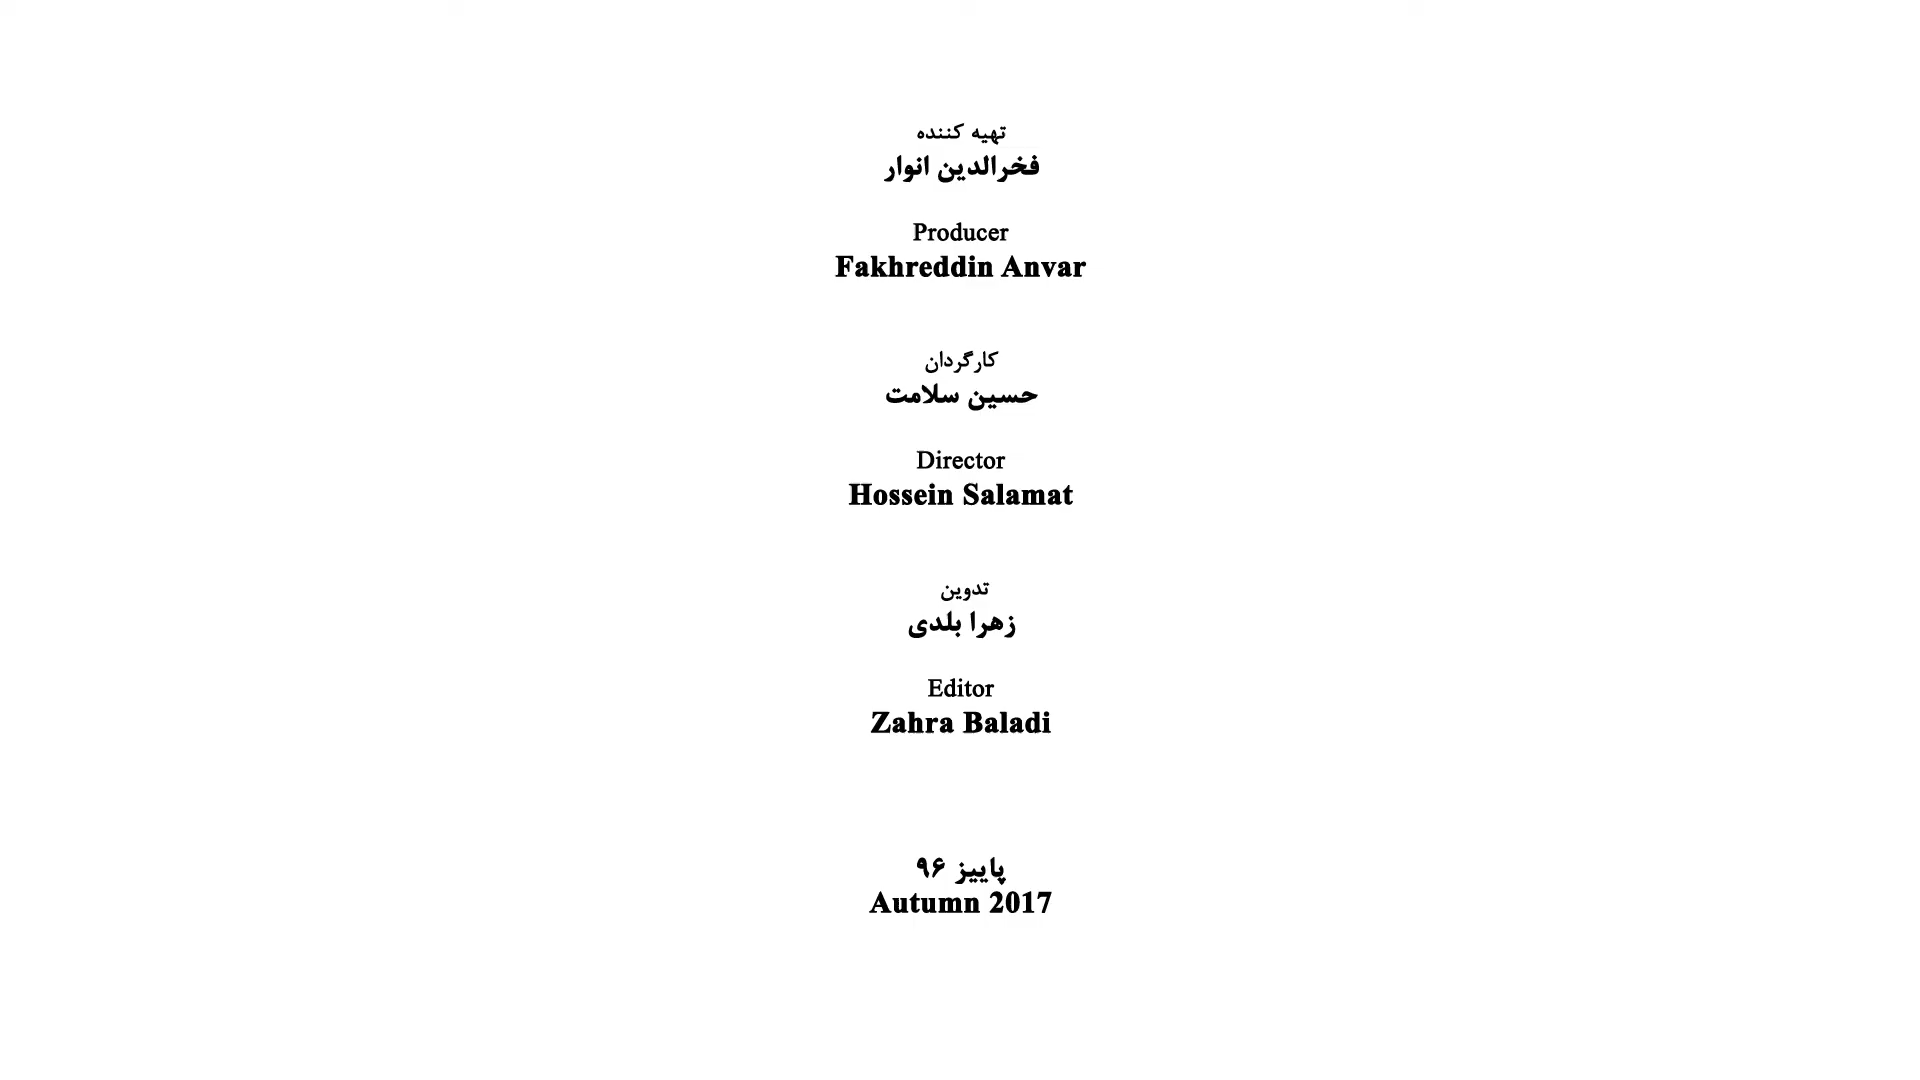 تهیه کننده
فخرالدین انوار
Producer
Fakhreddin Anvar
کارگردان
حسین سلامت
Director
Hossein Salamat
تدوین
زهرا بلدی
Editor
Zahra Baladi
پاییز ۹۶
Autumn 2017